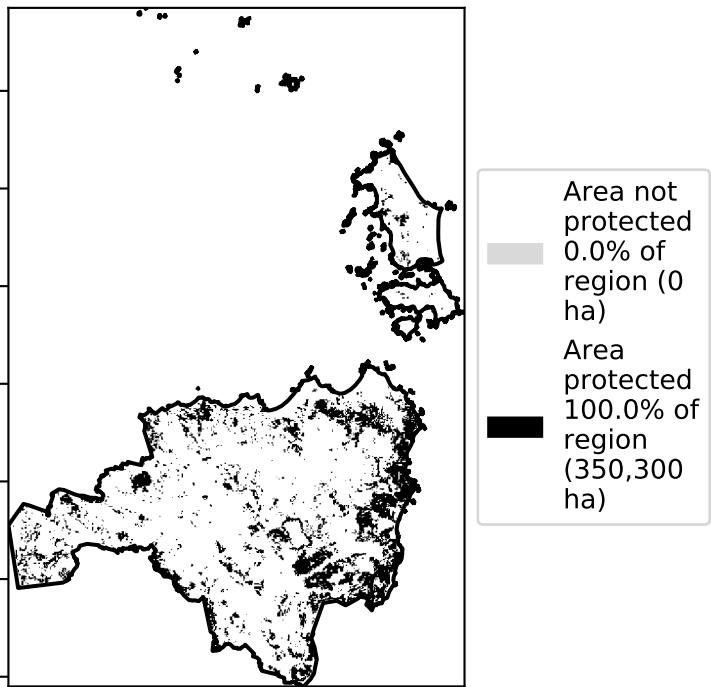 Area not
protected
0.0% of
region (0
ha)
Area
protected
100.0% of
region
(350,300
ha)